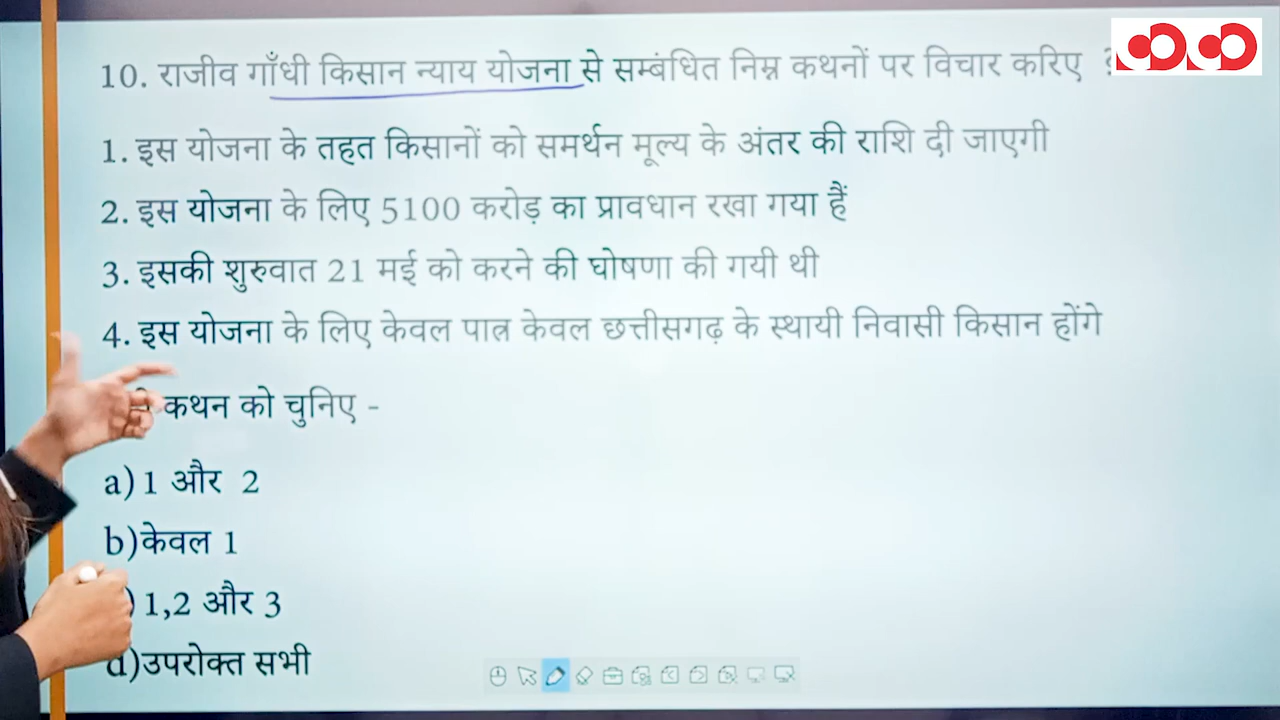 10. राजीव गाँधी किसान न्याय योजना से सम्बंधित निम्न कथनों पर विचार करिए
1. इस योजना के तहत किसानों को समर्थन मूल्य के अंतर की राशि दी जाएगी
2. इस योजना के लिए 5100 करोड़ का प्रावधान रखा गया हैं
3. इसकी शुरुवात 21 मई को करने की घोषणा की गयी थी
4. इस योजना के लिए केवल पात्र केवल छत्तीसगढ़ के स्थायी निवासी किसान होंगे
कथन को चुनिए -
a) 1 और 2
b)केवल 1
) 1,2 और 3
d)उपरोक्त सभी